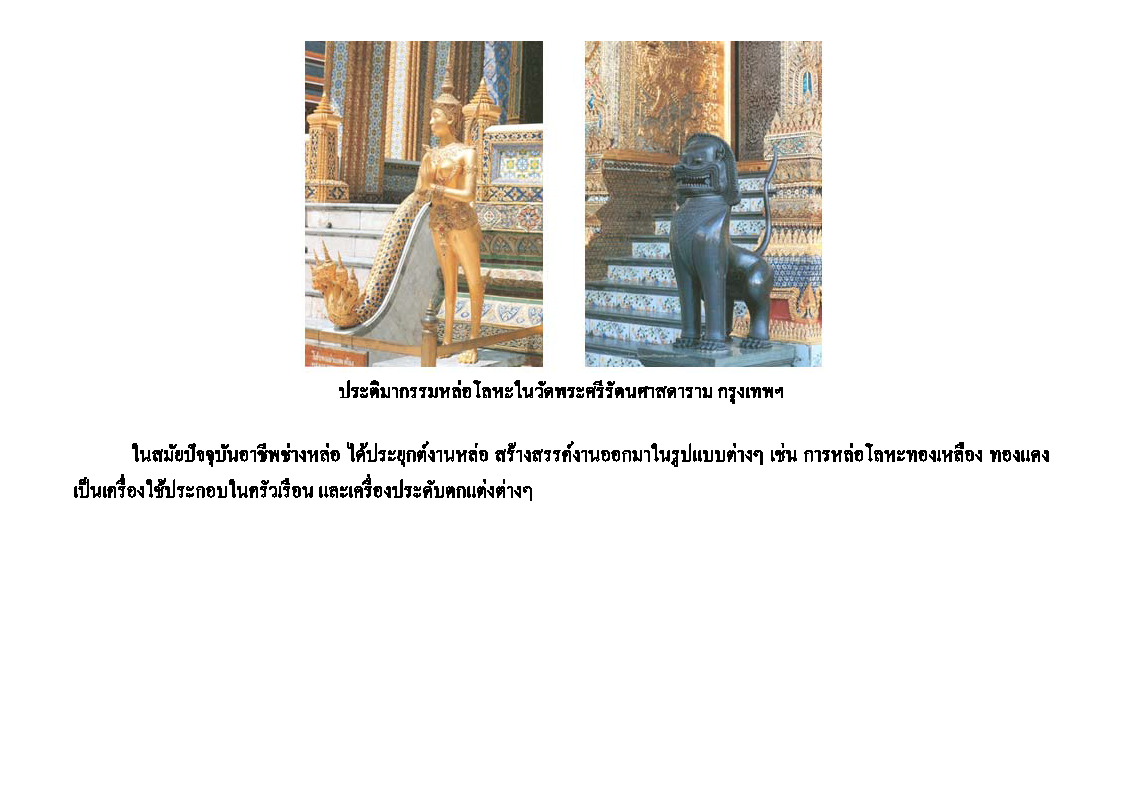 ประติมากรรมหล่อโลหะในวัดพระศรีรัตนศาสดาราม กรุงเทพฯ
ในสมัยปัจจุบันอาชีพช่างหล่อ ได้ประยุกต์งานหล่อ สร้างสรรค์งานออกมาในรูปแบบต่างๆ เช่น การหล่อโลหะทองเหลือง ทองแดง
เป็นเครื่องใช้ประกอบในครัวเรือน และเครื่องประดับตกแต่งต่างๆ